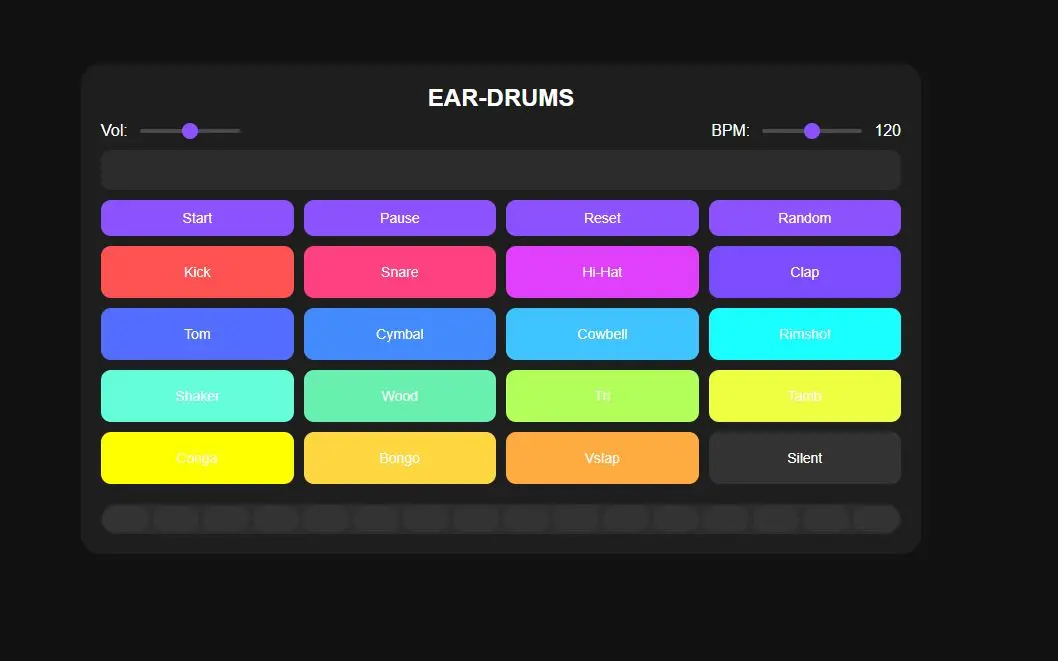 EAR-DRUMS
Vol: BPM: 120
Start Pause Reset Random
Kick Snare Hi-Hat Clap
Tom Cymbal Cowbell Rimshot
Shaker Wood Tri Tamb
Conga Bongo Vslap Silent